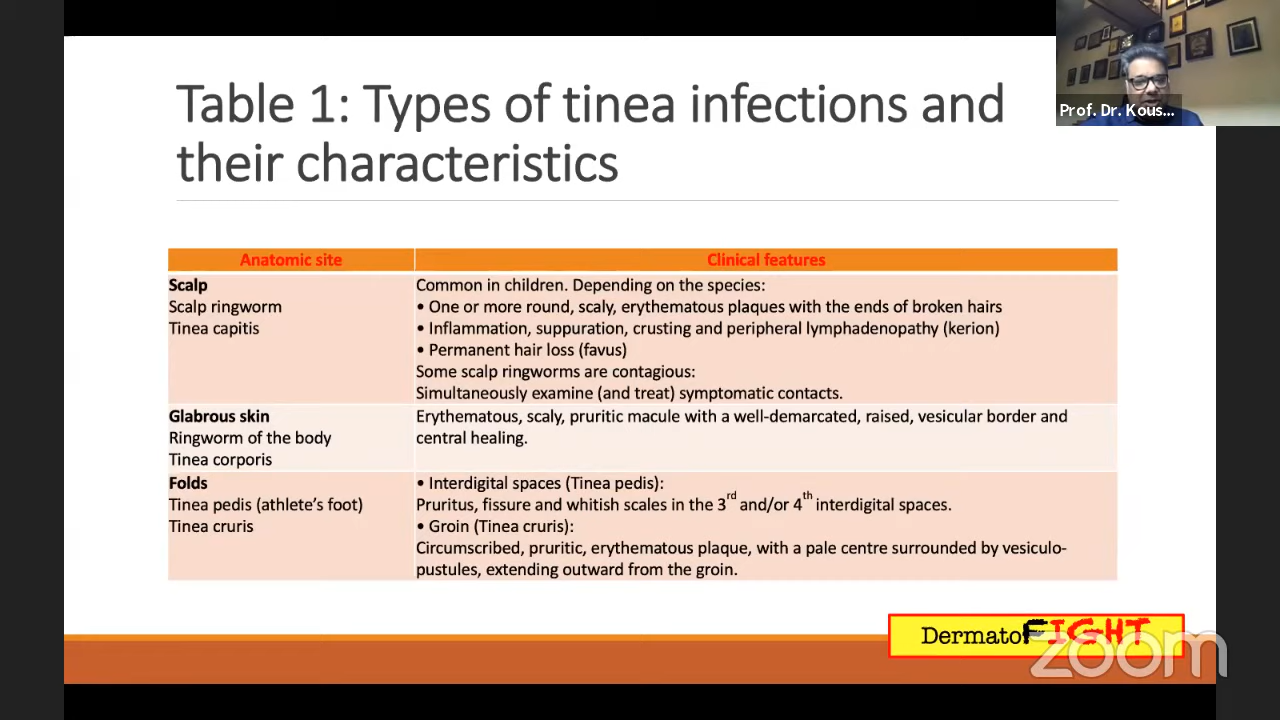 Prof. Dr. Kous...
Table 1: Types of tinea infections and
their characteristics
Anatomic site
Clinical features
Scalp
Scalp ringworm
Tinea capitis
Common in children. Depending on the species:
• One or more round, scaly, erythematous plaques with the ends of broken hairs
• Inflammation, suppuration, crusting and peripheral lymphadenopathy (kerion)
• Permanent hair loss (favus)
Some scalp ringworms are contagious:
Simultaneously examine (and treat) symptomatic contacts.
Glabrous skin
Ringworm of the body
Tinea corporis
Erythematous, scaly, pruritic macule with a well-demarcated, raised, vesicular border and
central healing.
Folds
Tinea pedis (athlete's foot)
Tinea cruris
• Interdigital spaces (Tinea pedis):
Pruritus, fissure and whitish scales in the 3rd and/or 4th interdigital spaces.
• Groin (Tinea cruris):
Circumscribed, pruritic, erythematous plaque, with a pale centre surrounded by vesiculo-
pustules, extending outward from the groin.
DermatoFIGHT
zoom